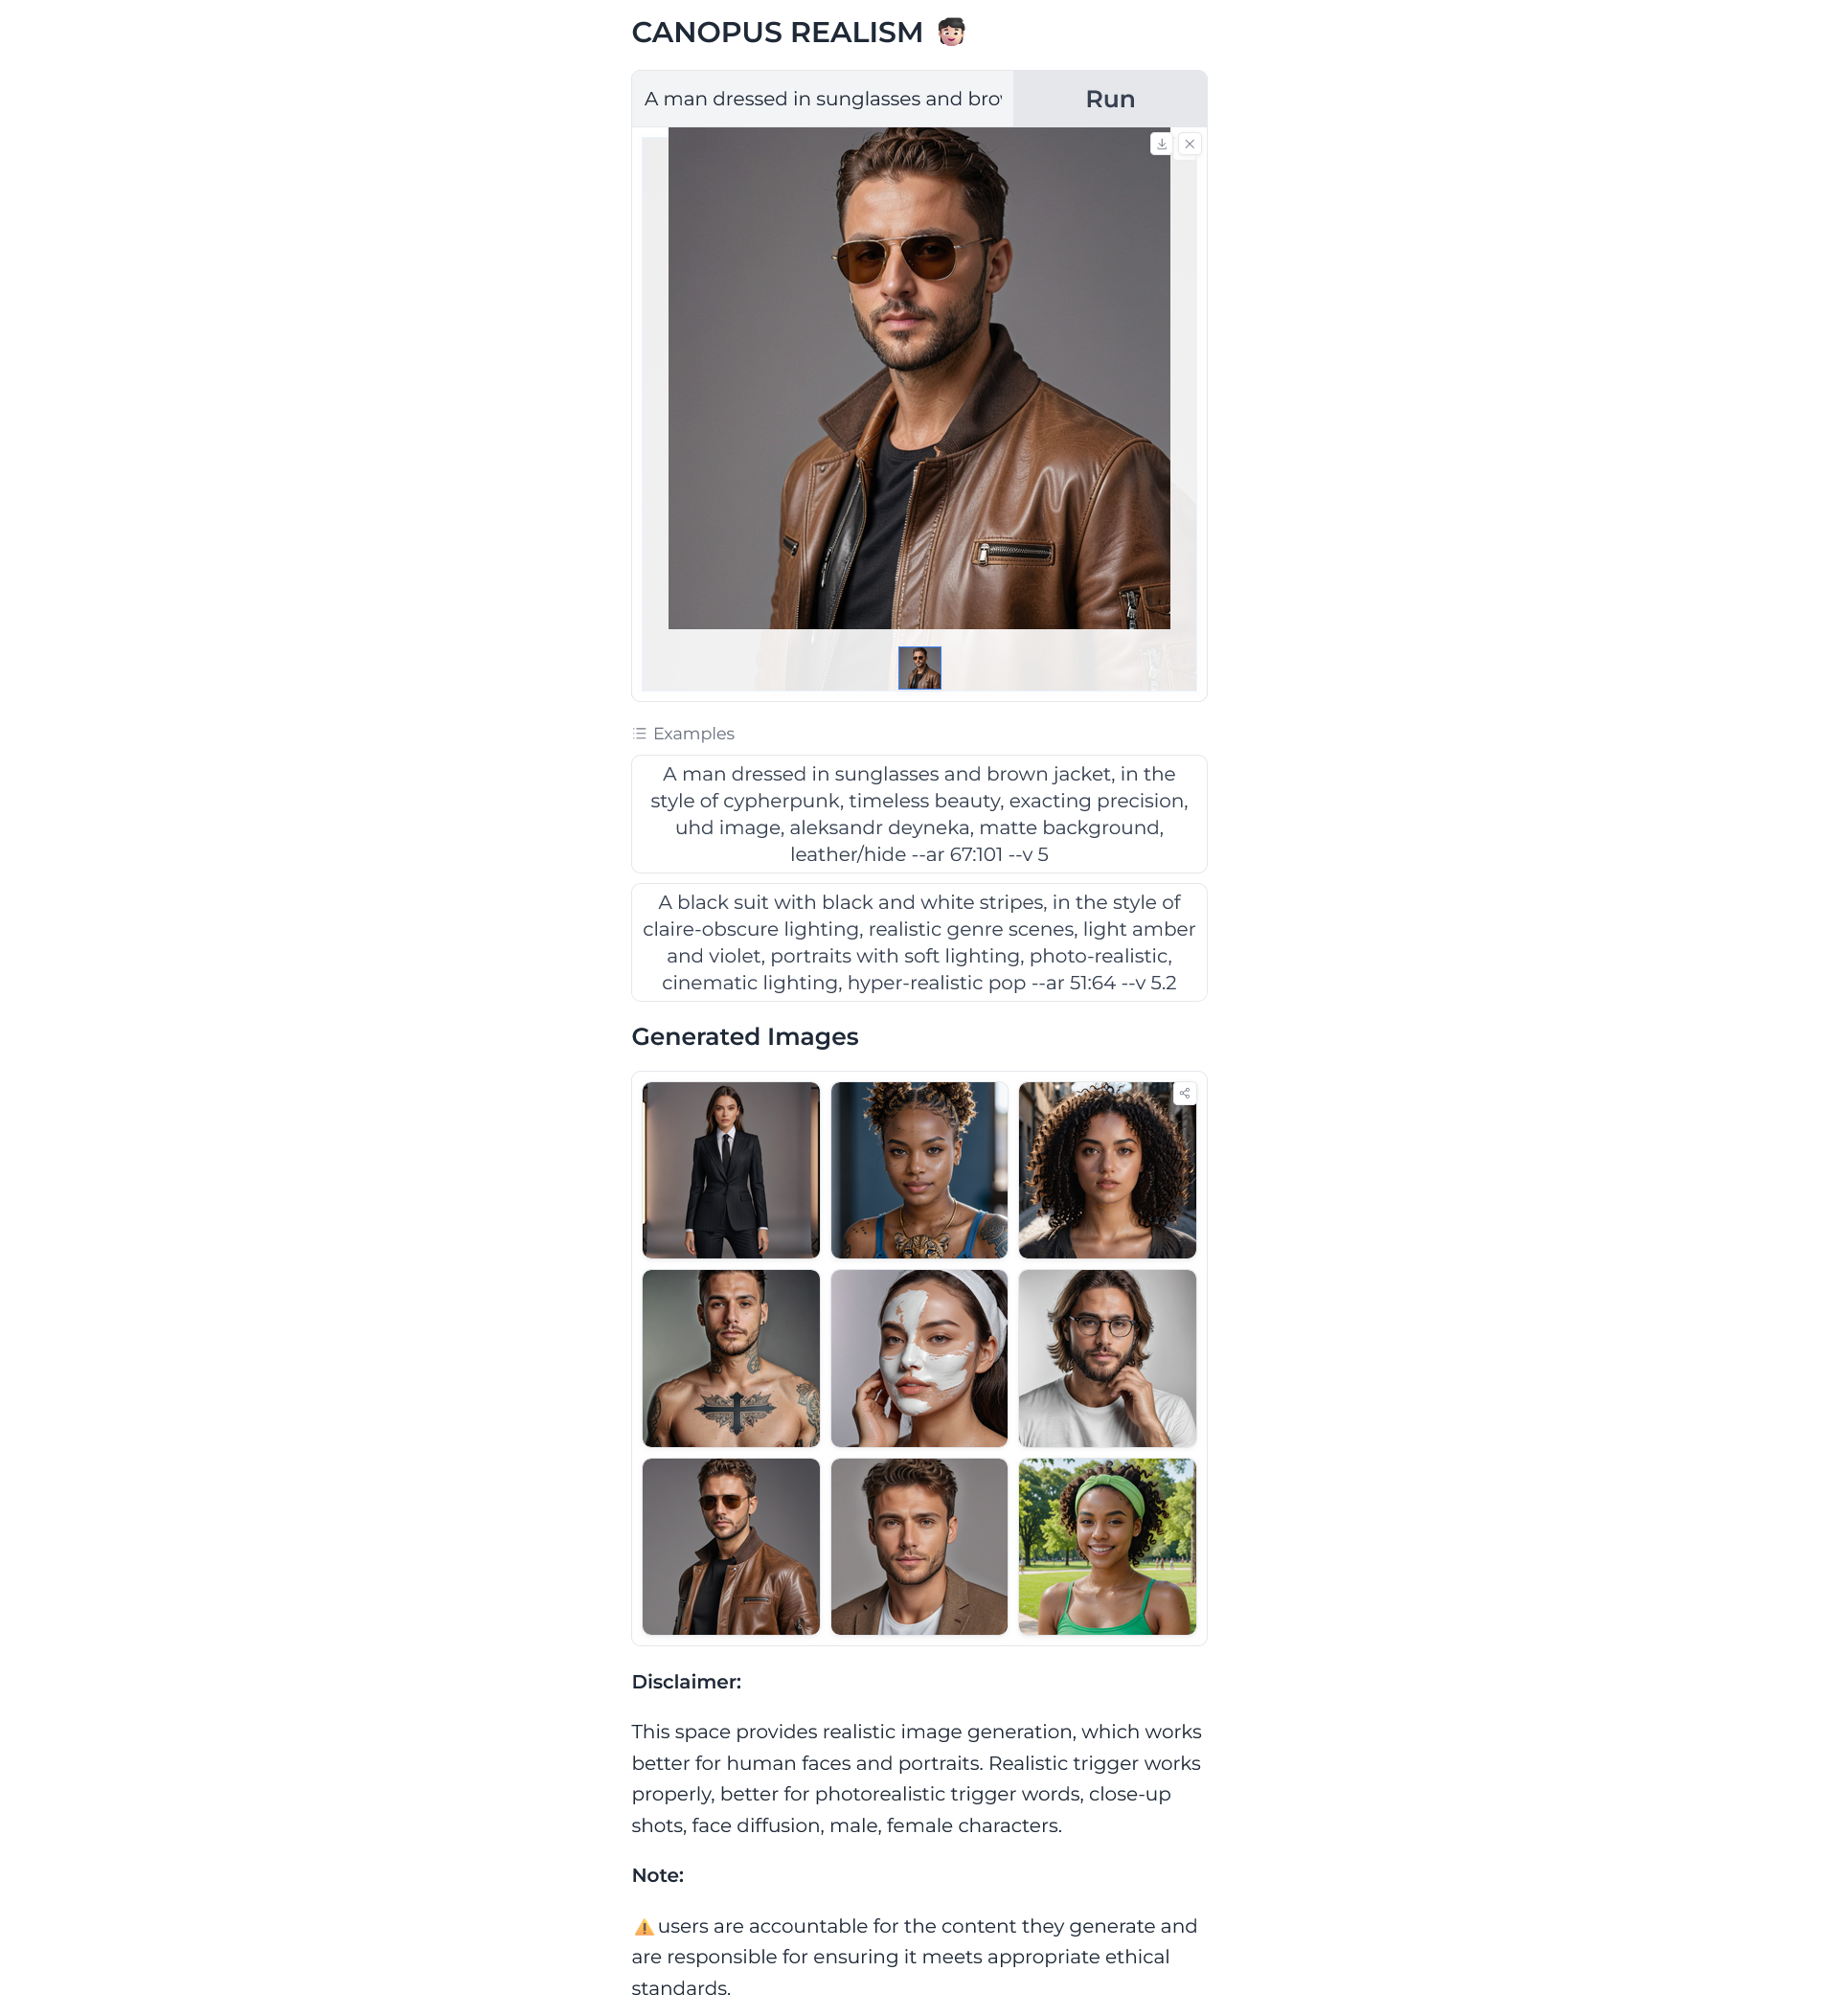 CANOPUS REALISM
A man dressed in sunglasses and brov
Run
Examples
A man dressed in sunglasses and brown jacket, in the
style of cypherpunk, timeless beauty, exacting precision,
uhd image, aleksandr deyneka, matte background,
leather/hide --ar 67:101 --v 5
A black suit with black and white stripes, in the style of
claire-obscure lighting, realistic genre scenes, light amber
and violet, portraits with soft lighting, photo-realistic,
cinematic lighting, hyper-realistic pop --ar 51:64 --v 5.2
Generated Images
Disclaimer:
This space provides realistic image generation, which works
better for human faces and portraits. Realistic trigger works
properly, better for photorealistic trigger words, close-up
shots, face diffusion, male, female characters.
Note:
users are accountable for the content they generate and
are responsible for ensuring it meets appropriate ethical
standards.